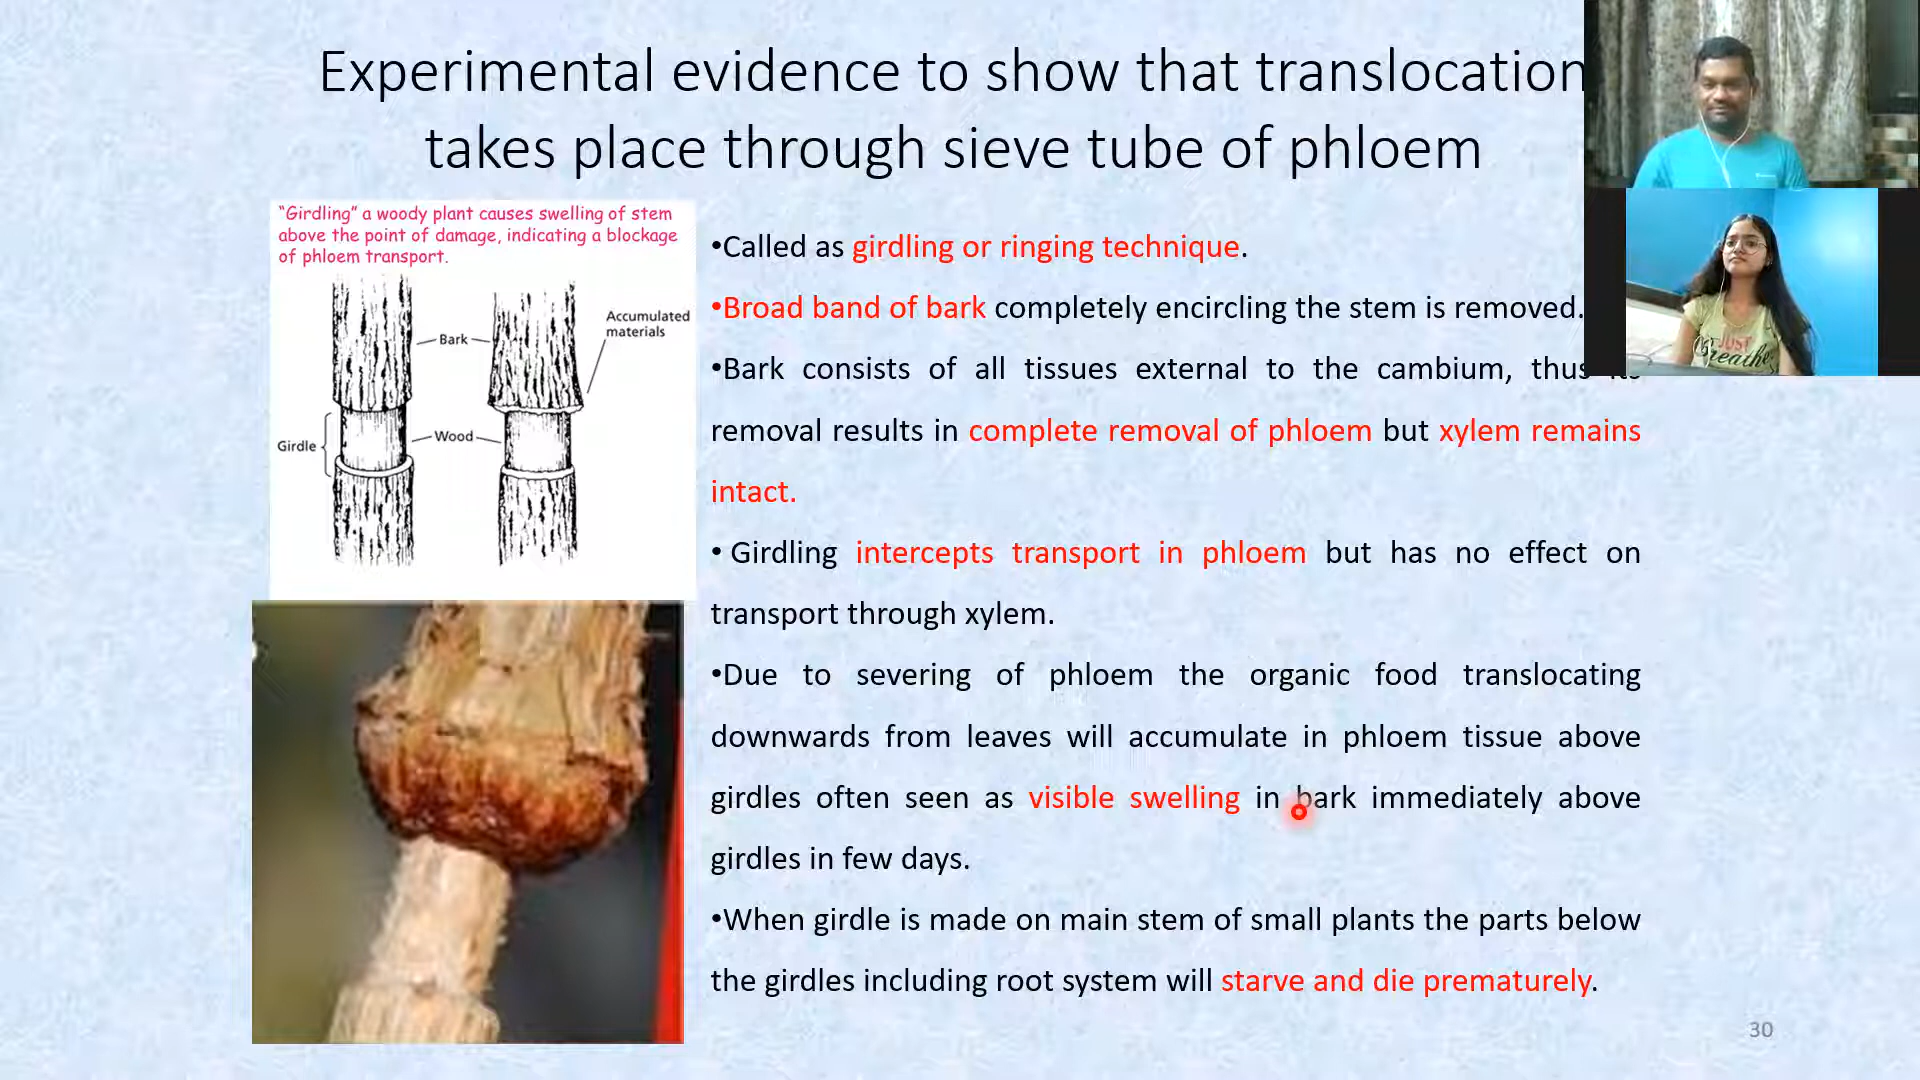 Experimental evidence to show that translocation
takes place through sieve tube of phloem
“Girdling” a woody plant causes swelling of stem
above the point of damage, indicating a blockage
of phloem transport.
Accumulated
materials
Bark
Wood
Girdle
•Called as girdling or ringing technique.
•Broad band of bark completely encircling the stem is removed.
•Bark consists of all tissues external to the cambium, thus its
removal results in complete removal of phloem but xylem remains
intact.
• Girdling intercepts transport in phloem but has no effect on
transport through xylem.
•Due to severing of phloem the organic food translocating
downwards from leaves will accumulate in phloem tissue above
girdles often seen as visible swelling in bark immediately above
girdles in few days.
•When girdle is made on main stem of small plants the parts below
the girdles including root system will starve and die prematurely.
30
JUST
Breathe